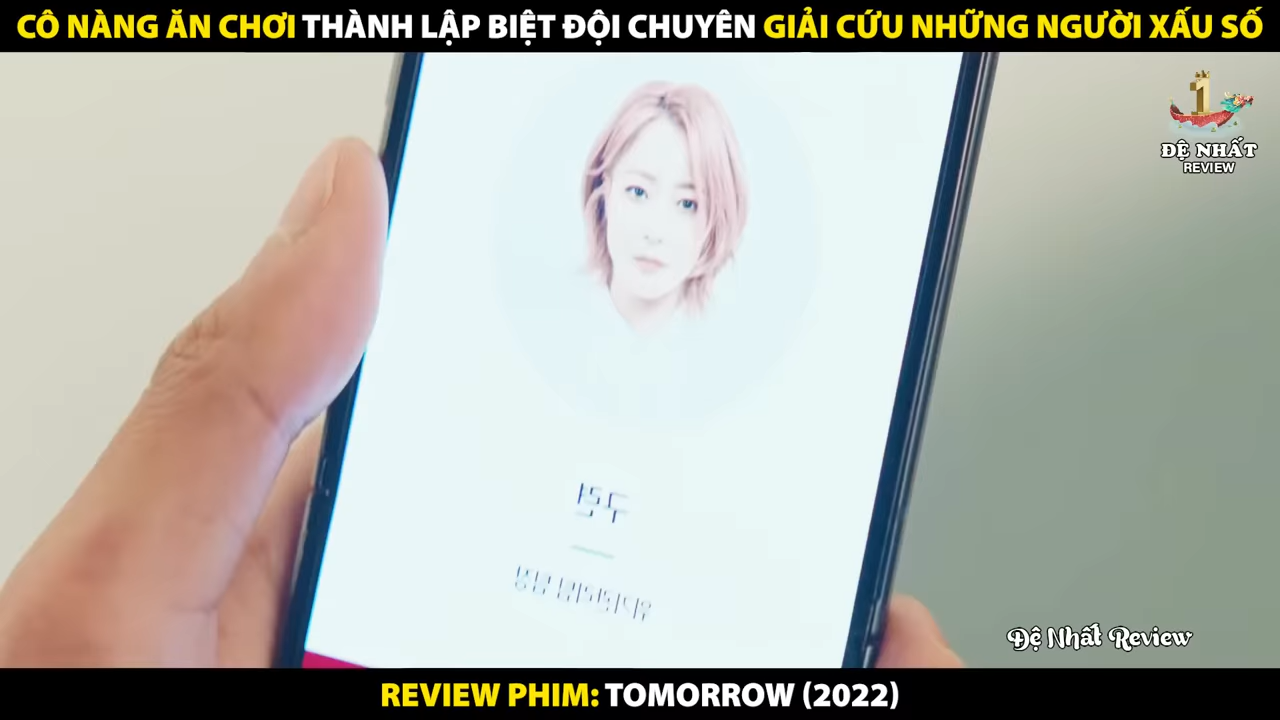 CÔ NÀNG ĂN CHƠI THÀNH LẬP BIỆT ĐỘI CHUYÊN GIẢI CỨU NHỮNG NGƯỜI XẤU SỐ
1
ĐỆ NHẤT
REVIEW
Đệ Nhất Review
REVIEW PHIM: TOMORROW (2022)